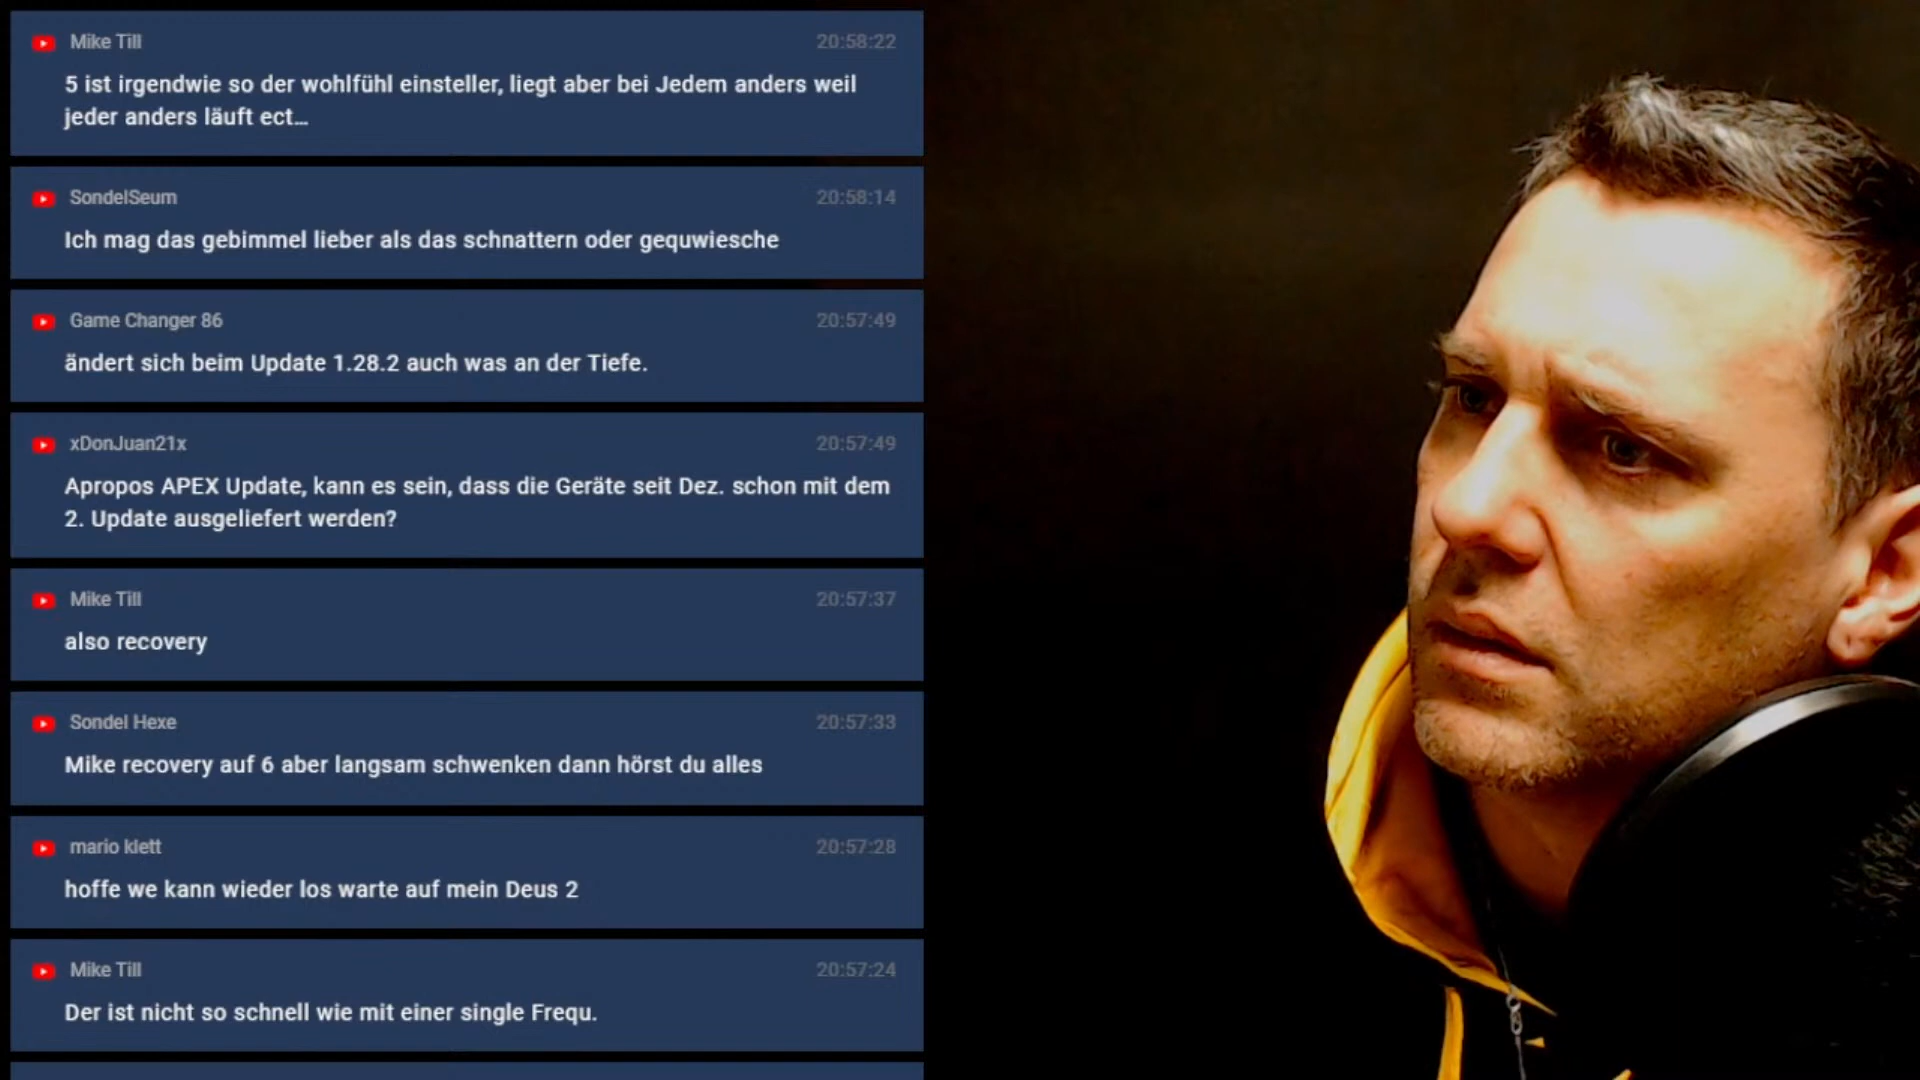 Mike Till 20:58:22
5 ist irgendwie so der wohlfühl einsteller, liegt aber bei Jedem anders weil
jeder anders läuft ect...
SondelSeum 20:58:14
Ich mag das gebimmel lieber als das schnattern oder gequwiesche
Game Changer 86 20:57:49
ändert sich beim Update 1.28.2 auch was an der Tiefe.
xDonJuan21x 20:57:49
Apropos APEX Update, kann es sein, dass die Geräte seit Dez. schon mit dem
2. Update ausgeliefert werden?
Mike Till 20:57:37
also recovery
Sondel Hexe 20:57:33
Mike recovery auf 6 aber langsam schwenken dann hörst du alles
mario klett 20:57:28
hoffe we kann wieder los warte auf mein Deus 2
Mike Till 20:57:24
Der ist nicht so schnell wie mit einer single Frequ.